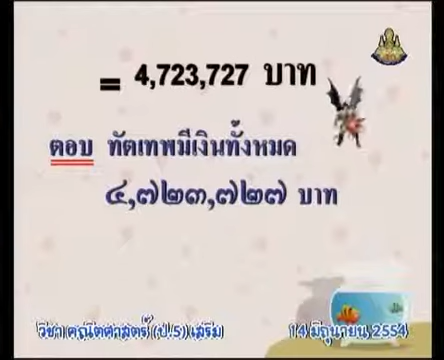 = 4,723,727 บาท
ตอบ ทัตเทพมีเงินทั้งหมด
๔,๗๒๓,๗๒๗ บาท
วิชา คณิตศาสตร์ (ป.5) เสริม 14 มิถุนายน 2554